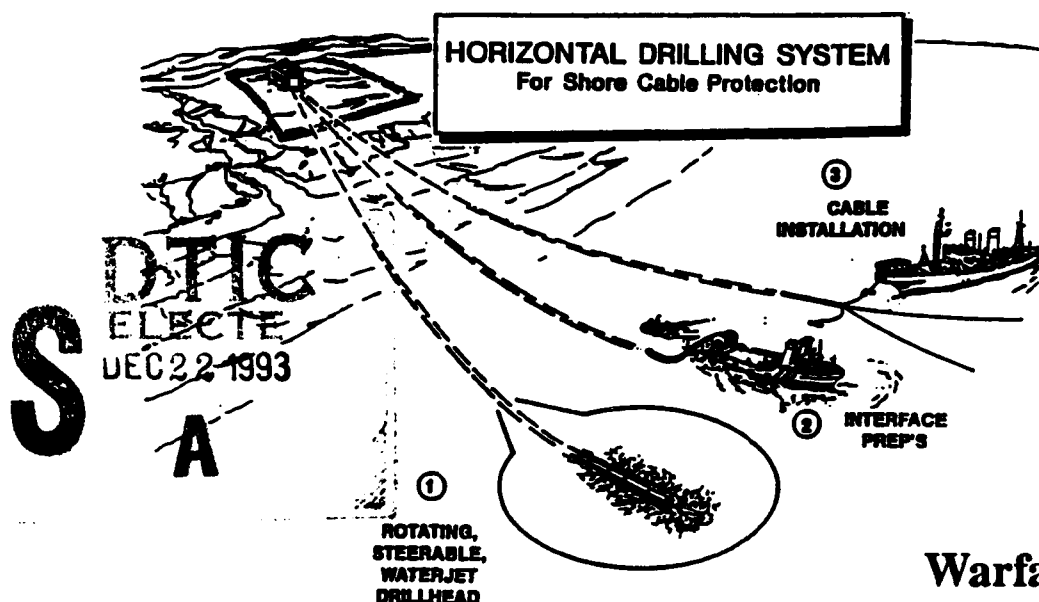 HORIZONTAL DRILLING SYSTEM
For Shore Cable Protection
3
CABLE
INSTALLATION
DTIC
ELECTE
DEC 22 1993
S
A
2
INTERFACE
PREP'S
1
ROTATING,
STEERABLE,
WATERJET
DRILLHEAD
Warfa